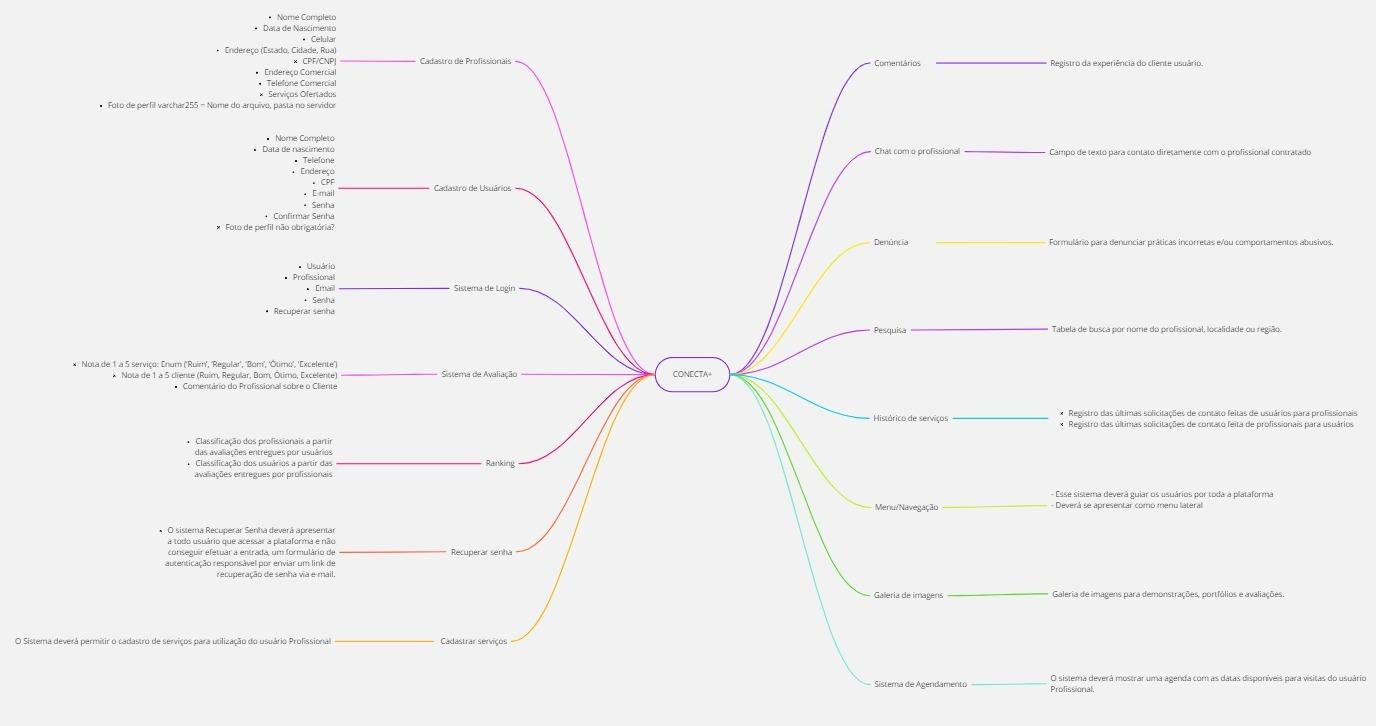 CONECTA+
Cadastro de Profissionais
Nome Completo
Data de Nascimento
Celular
Endereço (Estado, Cidade, Rua)
CPF/CNPJ
Endereço Comercial
Telefone Comercial
Serviços Ofertados
Foto de perfil varchar255 = Nome do arquivo, pasta no servidor
Cadastro de Usuários
Nome Completo
Data de nascimento
Telefone
Endereço
CPF
E-mail
Senha
Confirmar Senha
Foto de perfil não obrigatória?
Sistema de Login
Usuário
Profissional
Email
Senha
Recuperar senha
Sistema de Avaliação
Nota de 1 a 5 serviço: Enum ('Ruim', 'Regular', 'Bom', 'Ótimo', 'Excelente')
Nota de 1 a 5 cliente (Ruim, Regular, Bom, Ótimo, Excelente)
Comentário do Profissional sobre o Cliente
Ranking
Classificação dos profissionais a partir
das avaliações entregues por usuários
Classificação dos usuários a partir das
avaliações entregues por profissionais
Recuperar senha
O sistema Recuperar Senha deverá apresentar
a todo usuário que acessar a plataforma e não
conseguir efetuar a entrada, um formulário de
autenticação responsável por enviar um link de
recuperação de senha via e-mail.
Cadastrar serviços
O Sistema deverá permitir o cadastro de serviços para utilização do usuário Profissional
Comentários
Registro da experiência do cliente usuário.
Chat com o profissional
Campo de texto para contato diretamente com o profissional contratado
Denúncia
Formulário para denunciar práticas incorretas e/ou comportamentos abusivos.
Pesquisa
Tabela de busca por nome do profissional, localidade ou região.
Histórico de serviços
Registro das últimas solicitações de contato feitas de usuários para profissionais
Registro das últimas solicitações de contato feita de profissionais para usuários
Menu/Navegação
- Esse sistema deverá guiar os usuários por toda a plataforma
- Deverá se apresentar como menu lateral
Galeria de imagens
Galeria de imagens para demonstrações, portfólios e avaliações.
Sistema de Agendamento
O sistema deverá mostrar uma agenda com as datas disponíveis para visitas do usuário
Profissional.